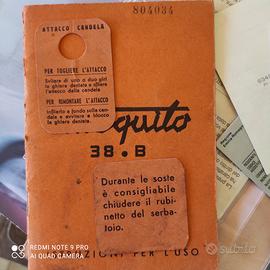 804034
ATTACCO CANDELA
PER TOGLIERE L'ATTACCO
Svitare di uno o due giri
la ghiera dentata e sfilare
l'attacco dalla candela
PER RIMONTARE L'ATTACCO
Infilarlo a fondo sulla can-
dela e avvitare a blocco
la ghiera dentata.
quito
38.B
Durante le soste
è consigliabile
chiudere il rubi-
netto del serba-
toio.
PER L'USO
REDMI NOTE 9 PRO
AI QUAD CAMERA
subito